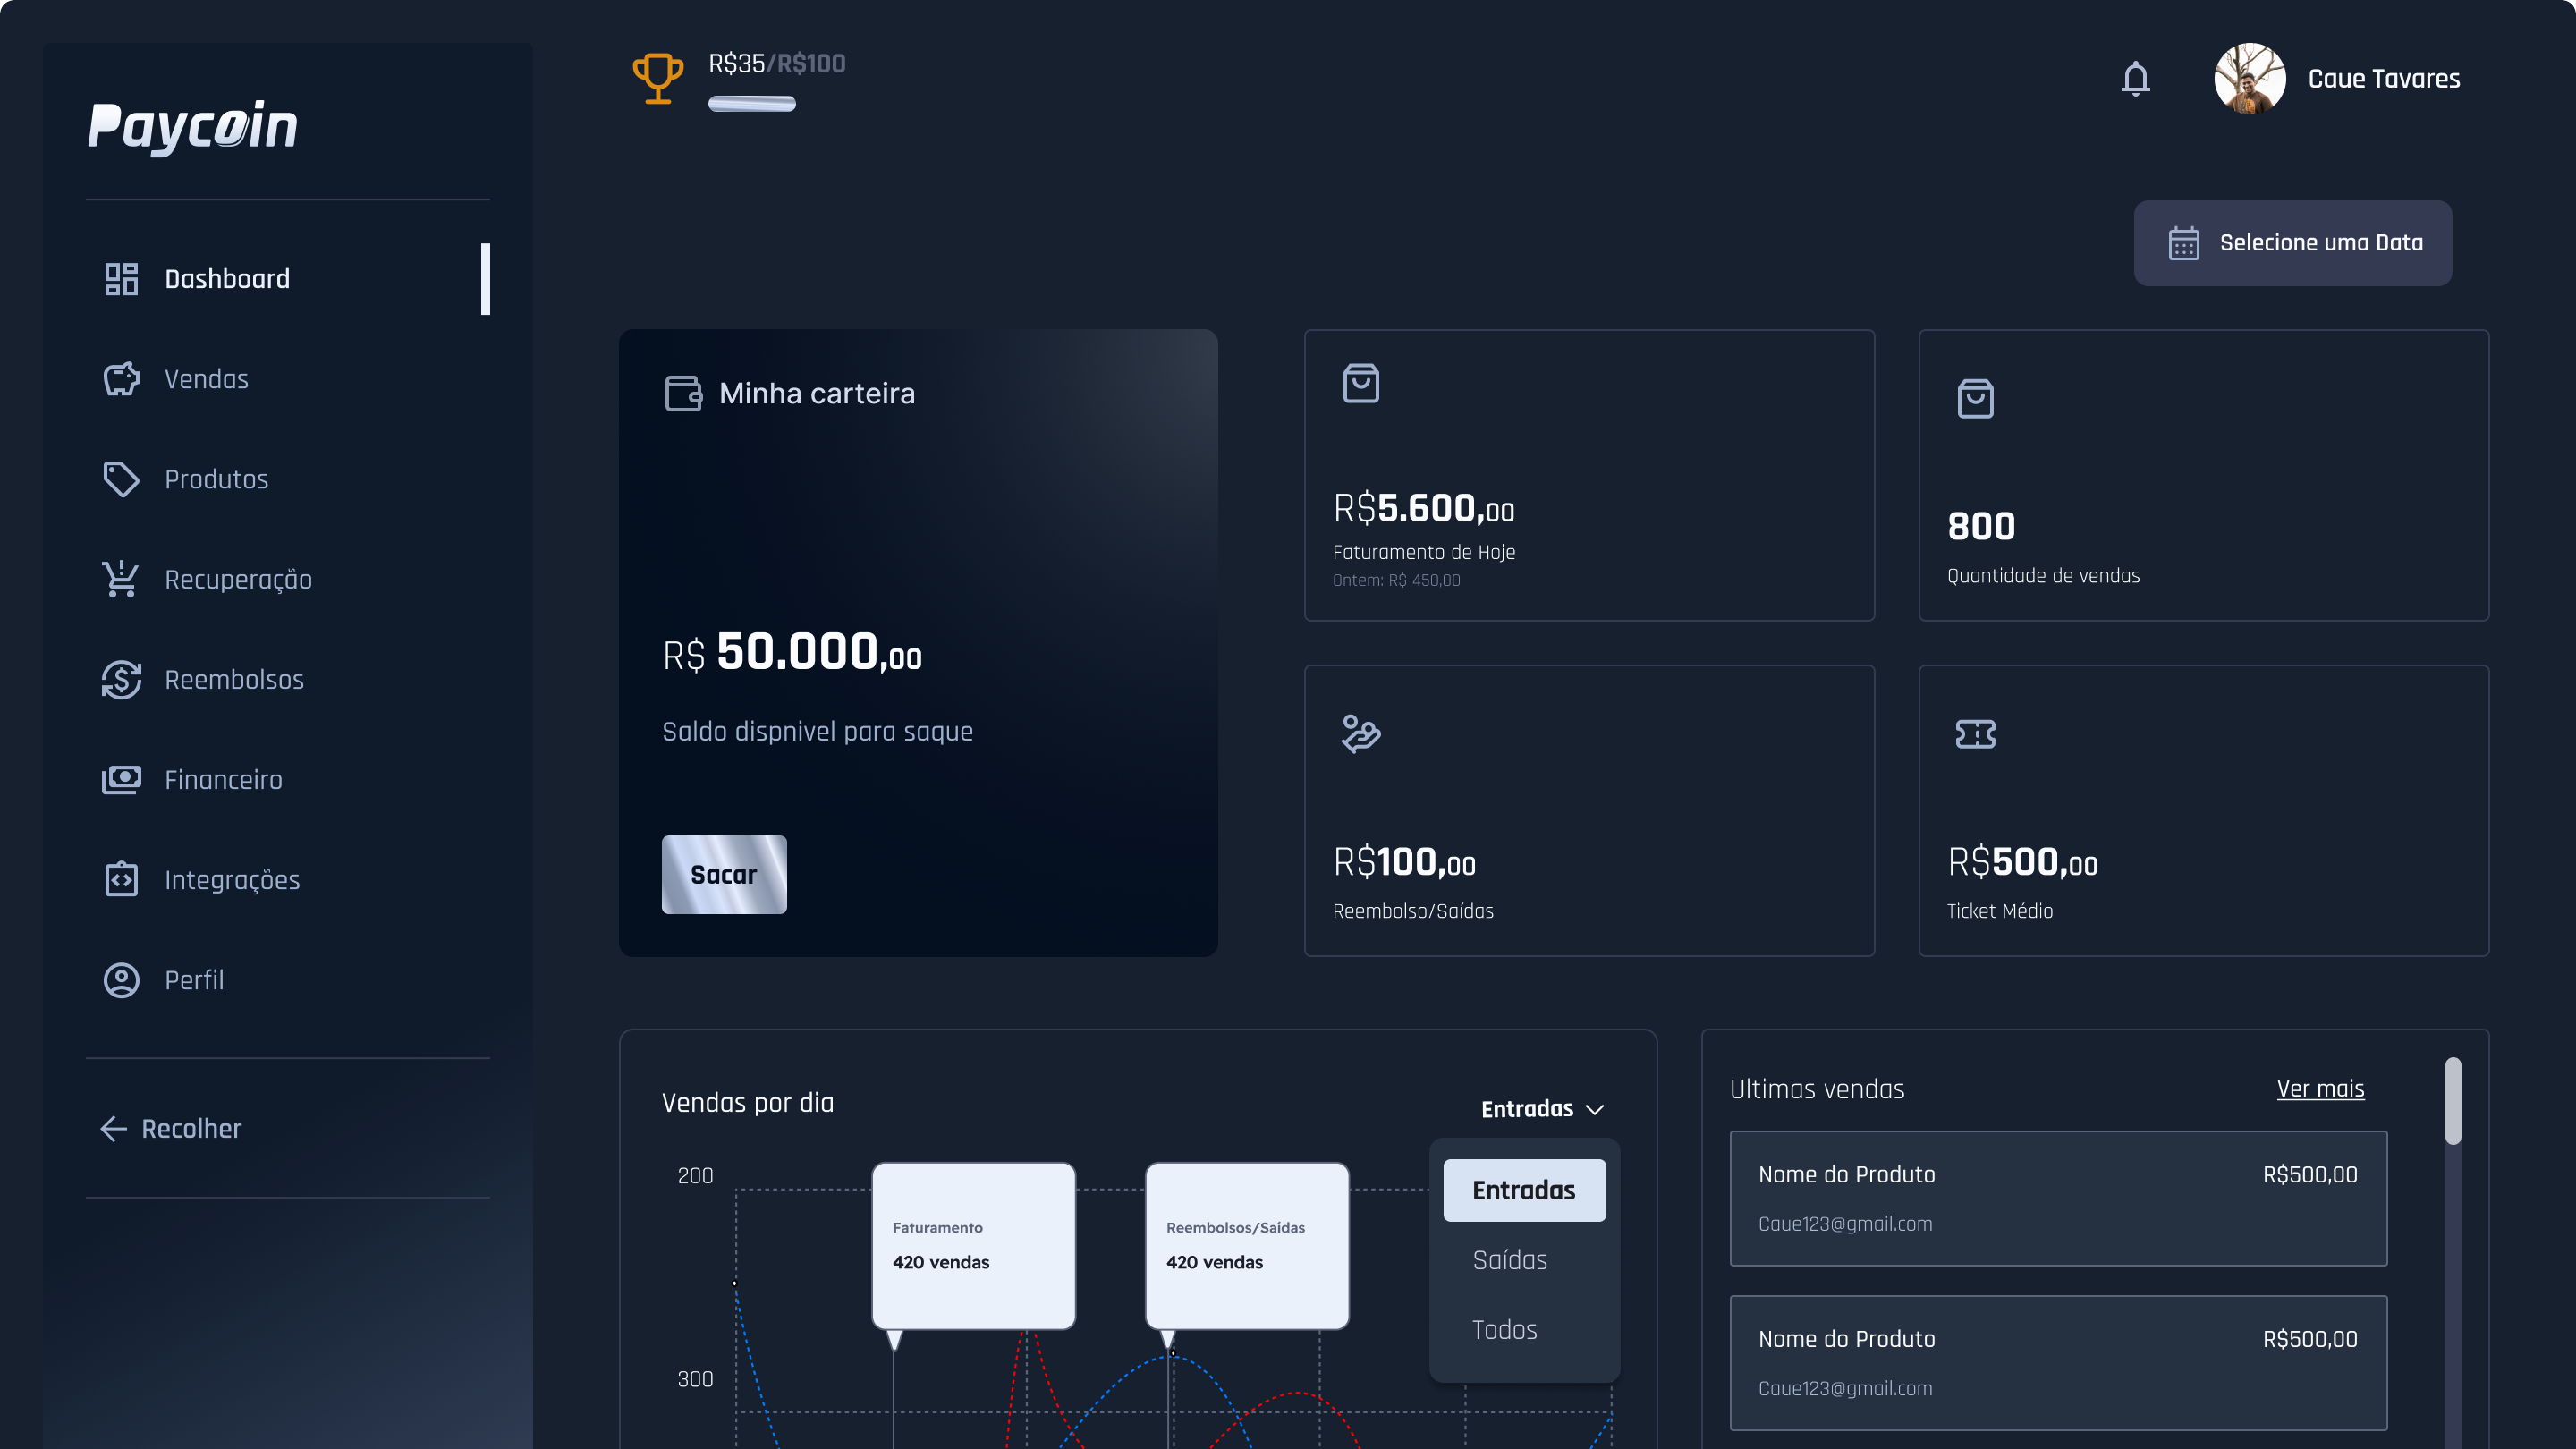 Paycoin
Dashboard
Vendas
Produtos
Recuperação
Reembolsos
Financeiro
Integrações
Perfil
Recolher
R$35/R$100
Caue Tavares
Selecione uma Data
Minha carteira
R$ 50.000,00
Saldo dispnivel para saque
Sacar
R$5.600,00
Faturamento de Hoje
Ontem: R$ 450,00
800
Quantidade de vendas
R$100,00
Reembolso/Saídas
R$500,00
Ticket Médio
Vendas por dia
Entradas
Entradas
Saídas
Todos
200
300
Faturamento
420 vendas
Reembolsos/Saídas
420 vendas
Ultimas vendas
Ver mais
Nome do Produto
R$500,00
Caue123@gmail.com
Nome do Produto
R$500,00
Caue123@gmail.com